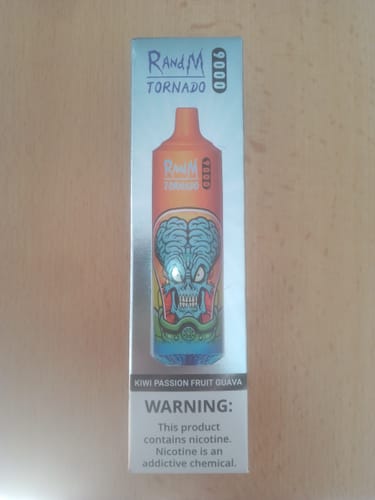 RANDM
TORNADO
9000
RANDM
TORNADO
9000
KIWI PASSION FRUIT GUAVA
WARNING:
This product
contains nicotine.
Nicotine is an
addictive chemical.